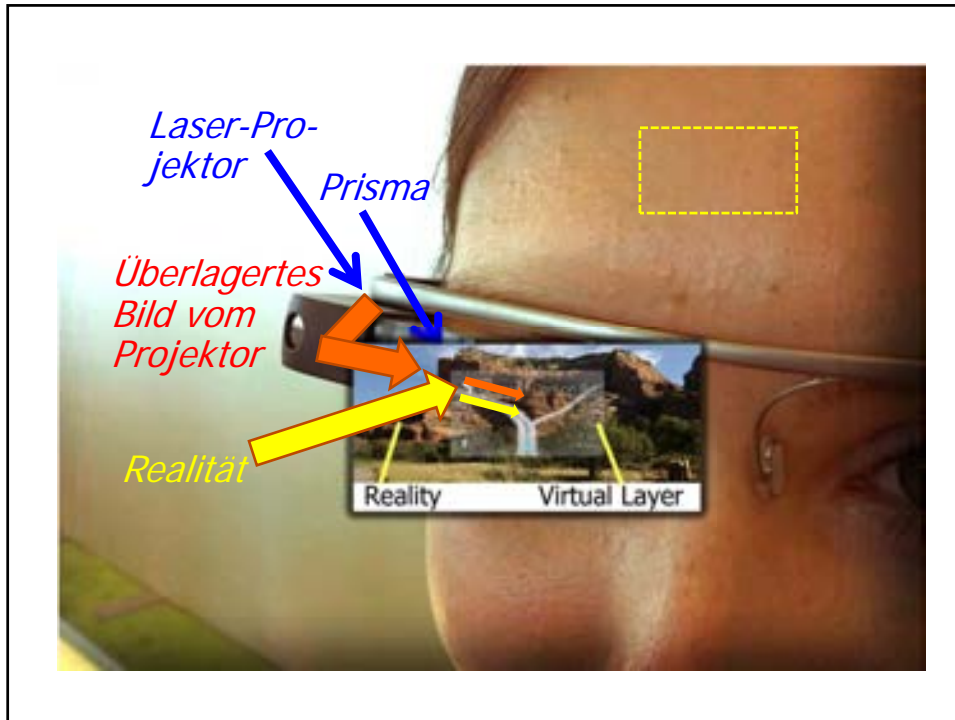 Laser-Pro-
jektor
Prisma
Überlagertes
Bild vom
Projektor
Realität
Reality
Virtual Layer